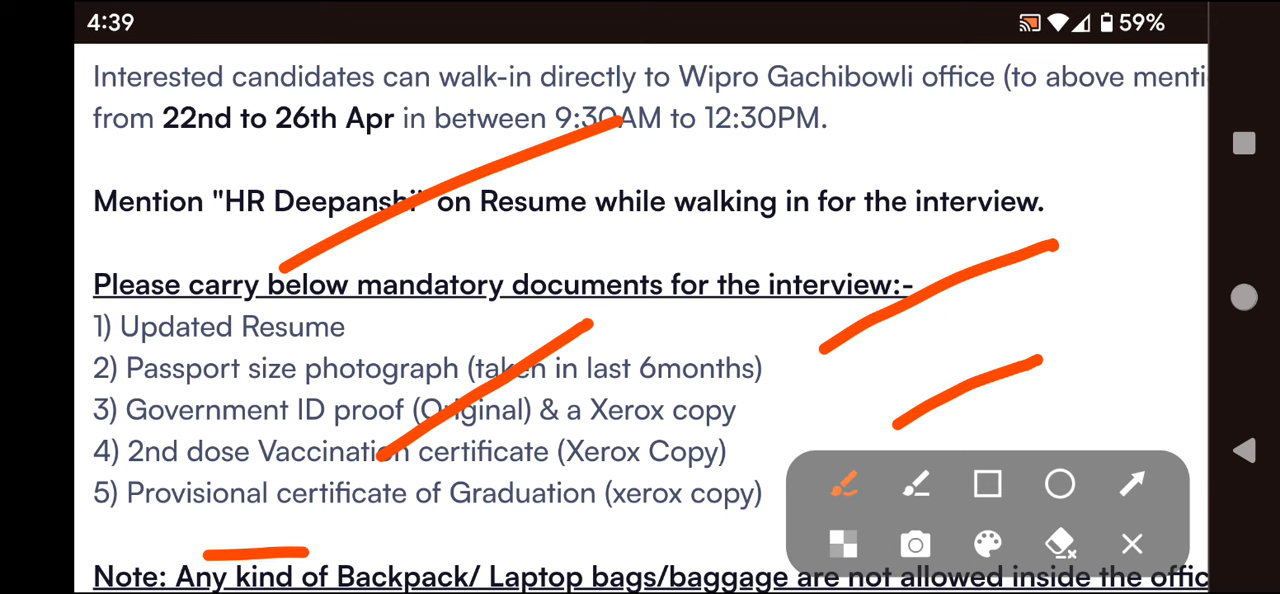 4:39
59%
Interested candidates can walk-in directly to Wipro Gachibowli office (to above menti
from 22nd to 26th Apr in between 9:30AM to 12:30PM.
Mention "HR Deepanshi" on Resume while walking in for the interview.
Please carry below mandatory documents for the interview:-
1) Updated Resume
2) Passport size photograph (taken in last 6months)
3) Government ID proof (Original) & a Xerox copy
4) 2nd dose Vaccination certificate (Xerox Copy)
5) Provisional certificate of Graduation (xerox copy)
Note: Any kind of Backpack/ Laptop bags/baggage are not allowed inside the offic